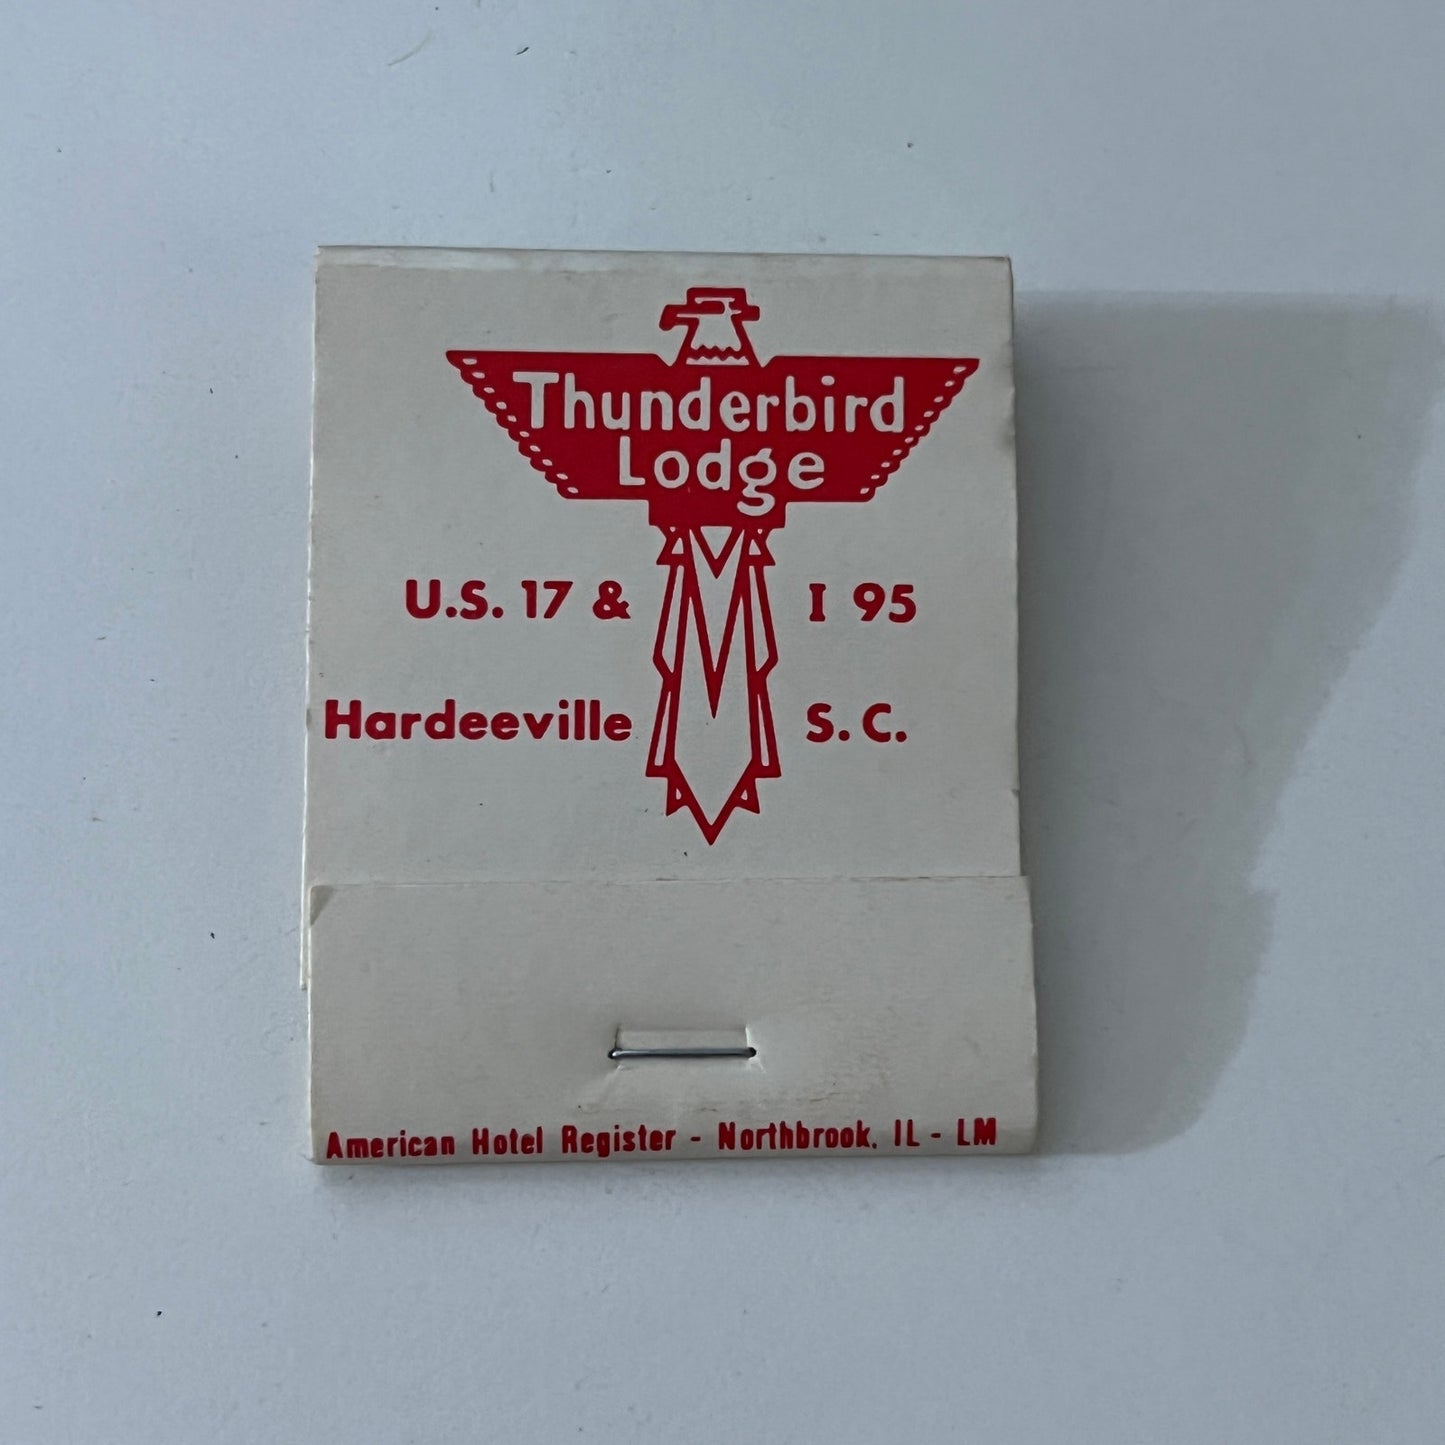 Thunderbird
Lodge
U.S. 17 & I 95
Hardeeville S.C.
American Hotel Register - Northbrook, IL - LM